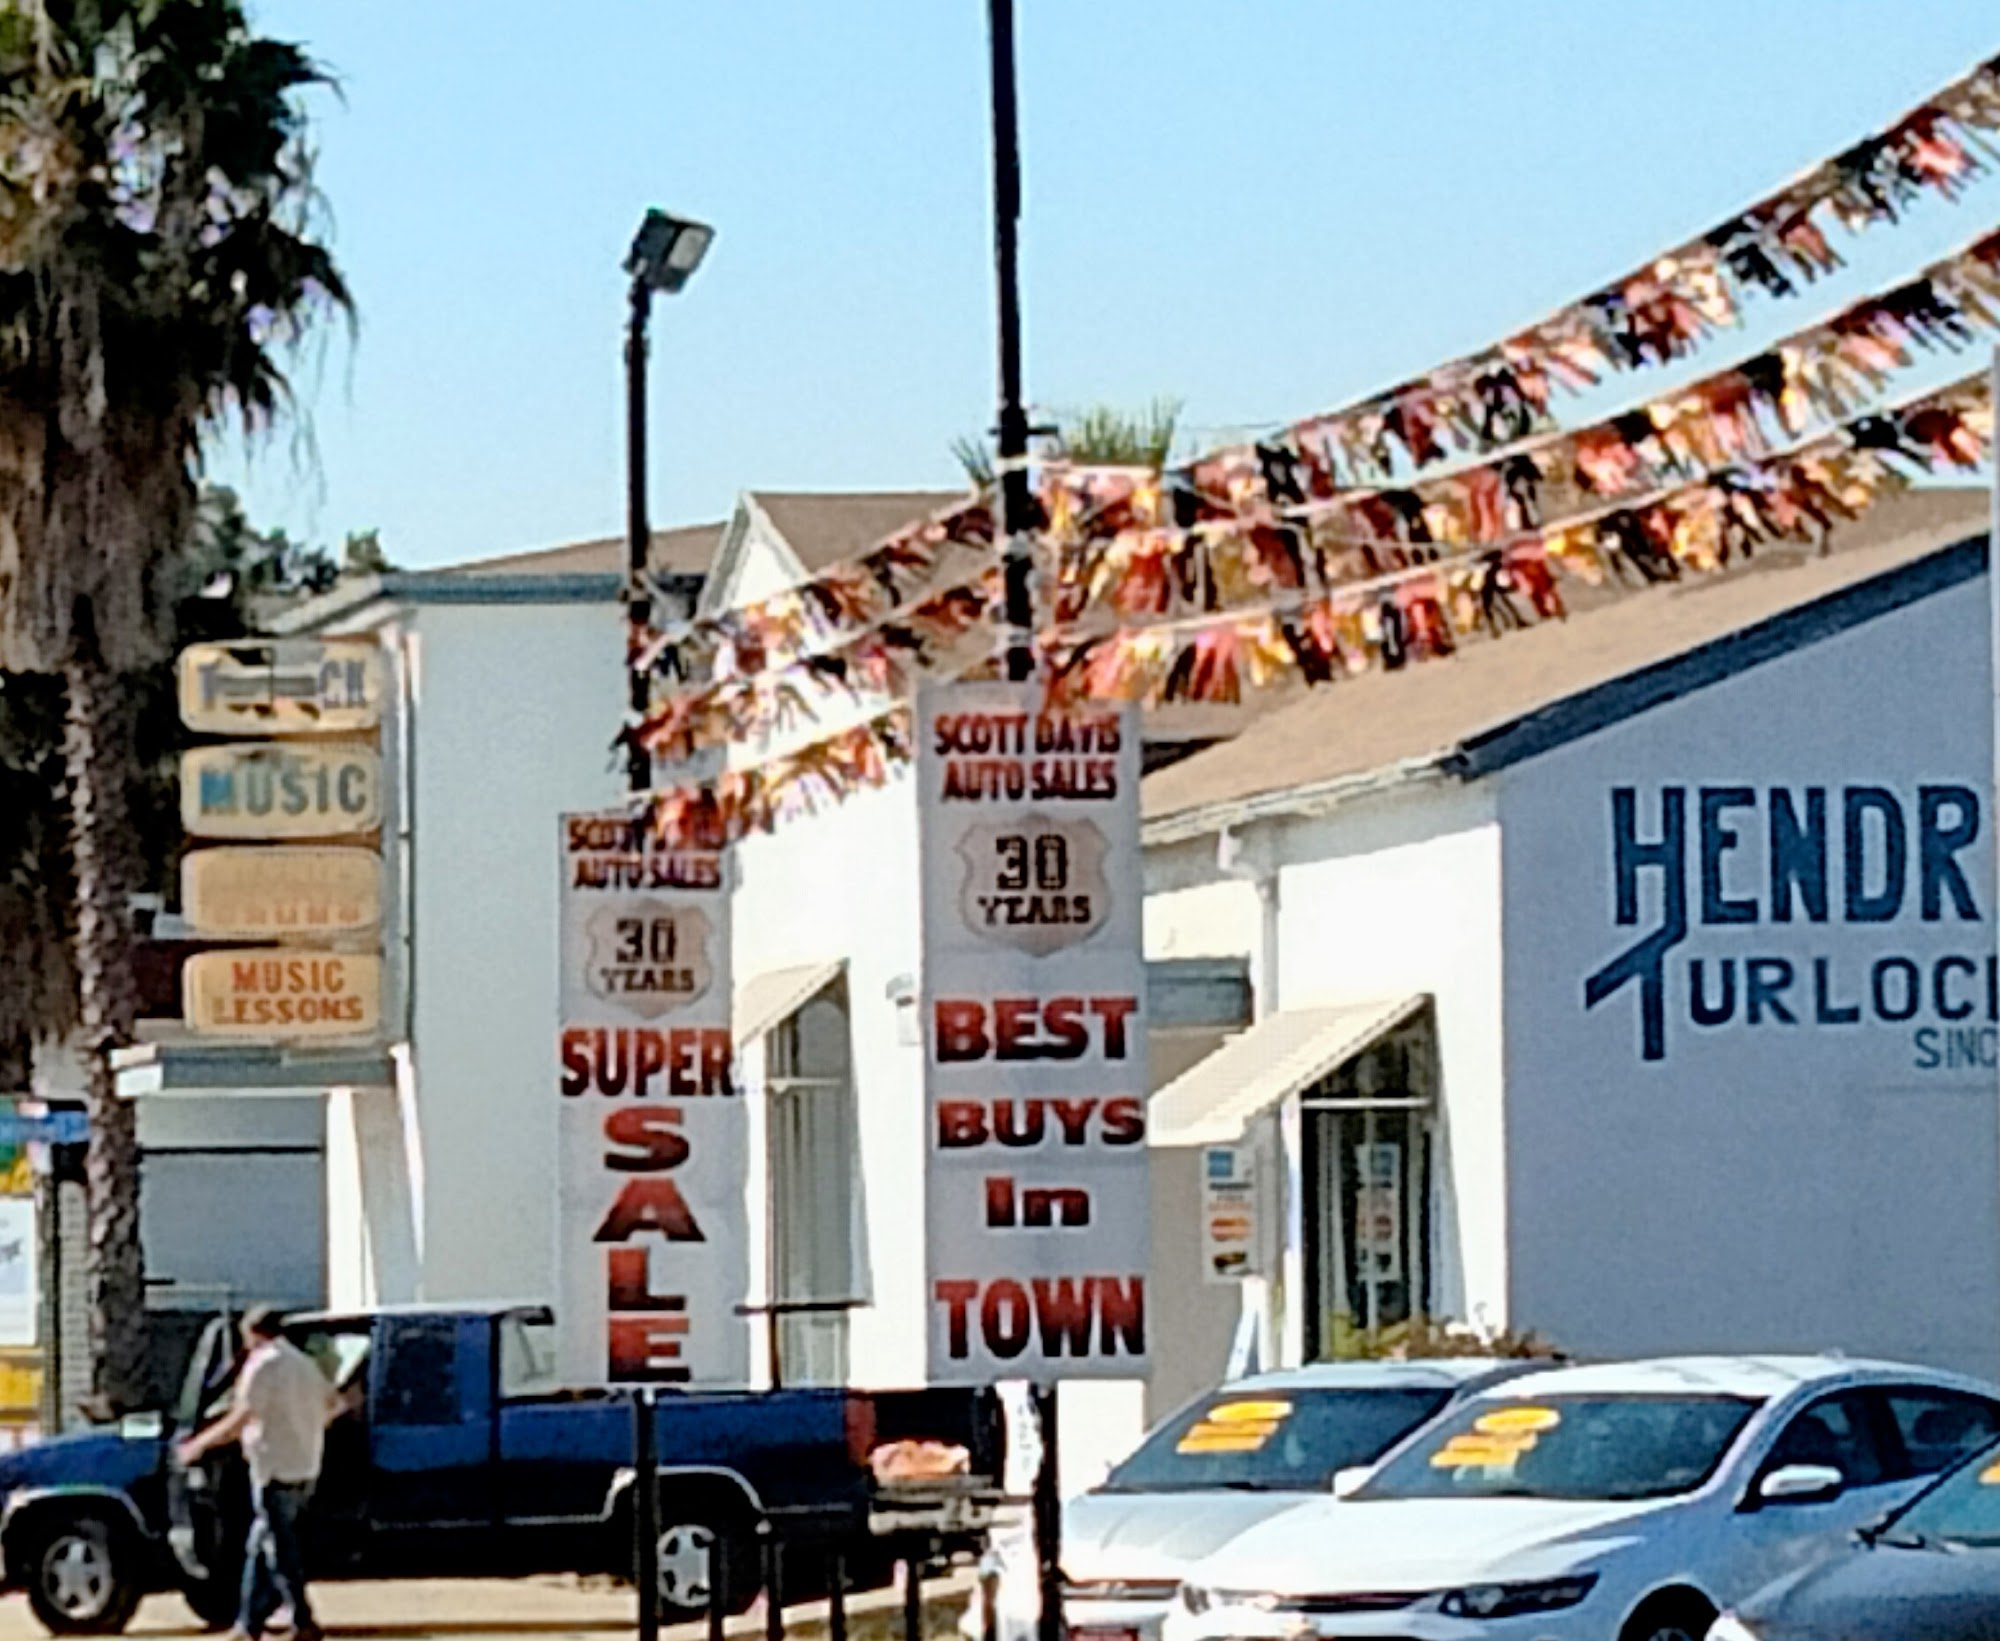 MUSIC
MUSIC
LESSONS
AUTO SALES
30
YEARS
SUPER
SALE
SCOTT DAVIS
AUTO SALES
30
YEARS
BEST
BUYS
In
TOWN
HENDR
TURLOC
SINC